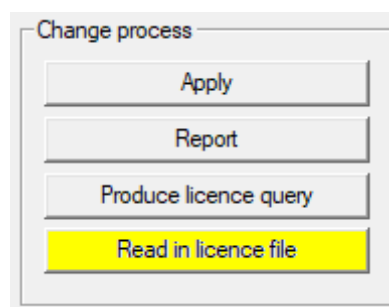 Change process
Apply
Report
Produce licence query
Read in licence file